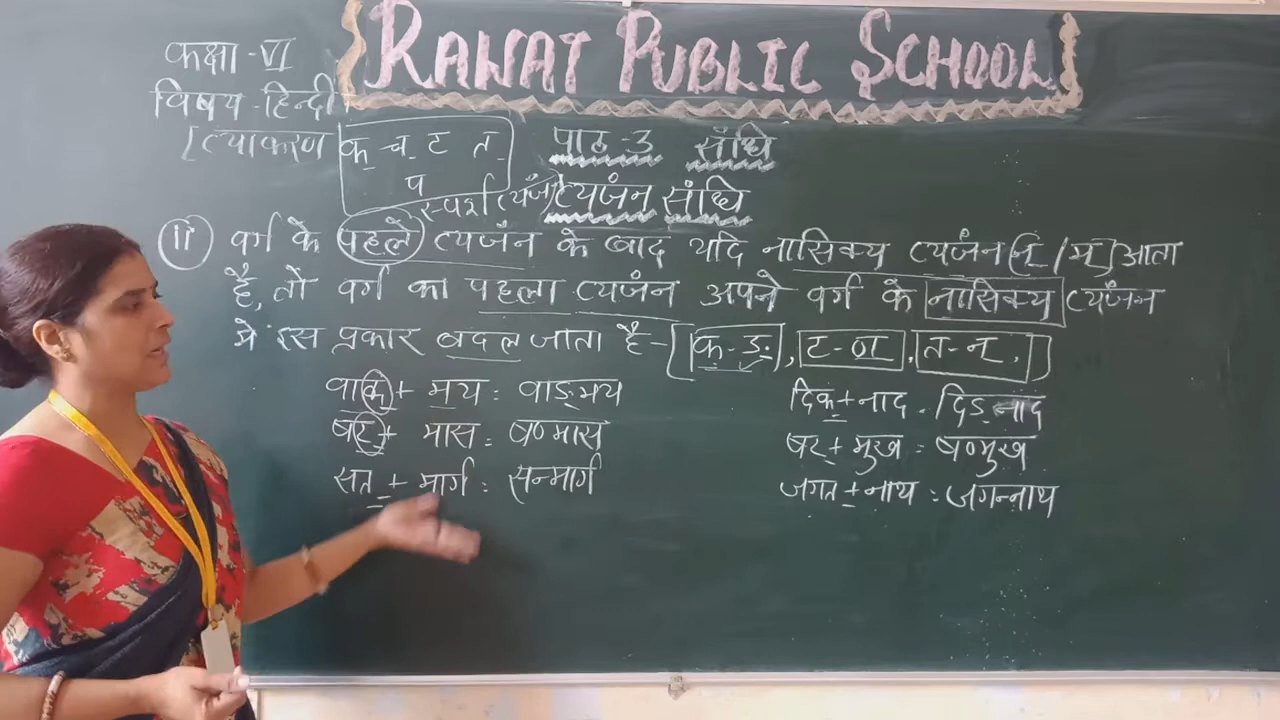 RAWAT PUBLIC SCHOOL
कक्षा-VI
विषय-हिन्दी
[व्याकरण
क् च ट त
प
स्पर्श व्यंजन
पाठ-3 संधि
व्यंजन संधि
ii वर्ग के पहले व्यंजन के बाद यदि नासिक्य व्यंजन (न् / म्) आता
है, तो वर्ग का पहला व्यंजन अपने वर्ग के नासिक्य व्यंजन
मे इस प्रकार बदल जाता है - [क्-ङ्, ट-ण, त-न्,]
वाक् + मय = वाङ्मय
षट् + मास = षण्मास
सत् + मार्ग = सन्मार्ग
दिक् + नाद = दिङ्नाद
षट् + मुख = षण्मुख
जगत + नाथ = जगन्नाथ